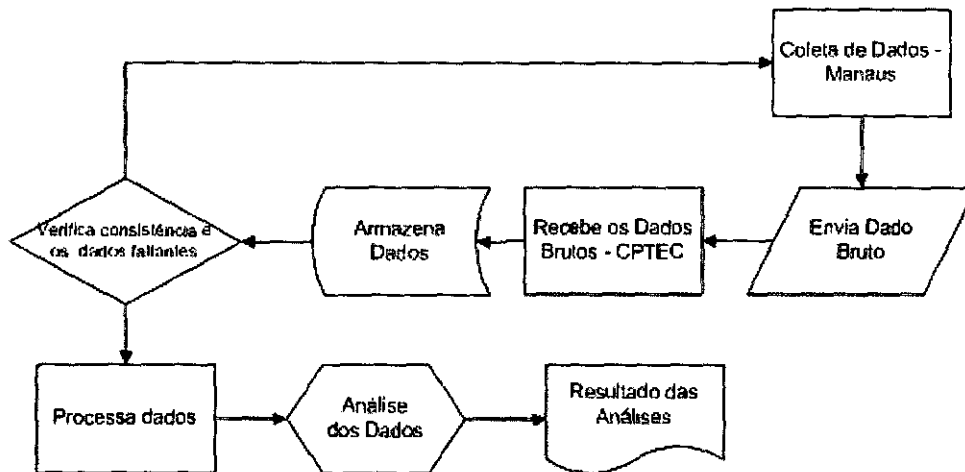 Coleta de Dados -
Manaus
Envia Dado
Bruto
Recebe os Dados
Brutos - CPTEC
Armazena
Dados
Verifica consistência e
os dados faltantes
Processa dados
Análise
dos Dados
Resultado das
Análises